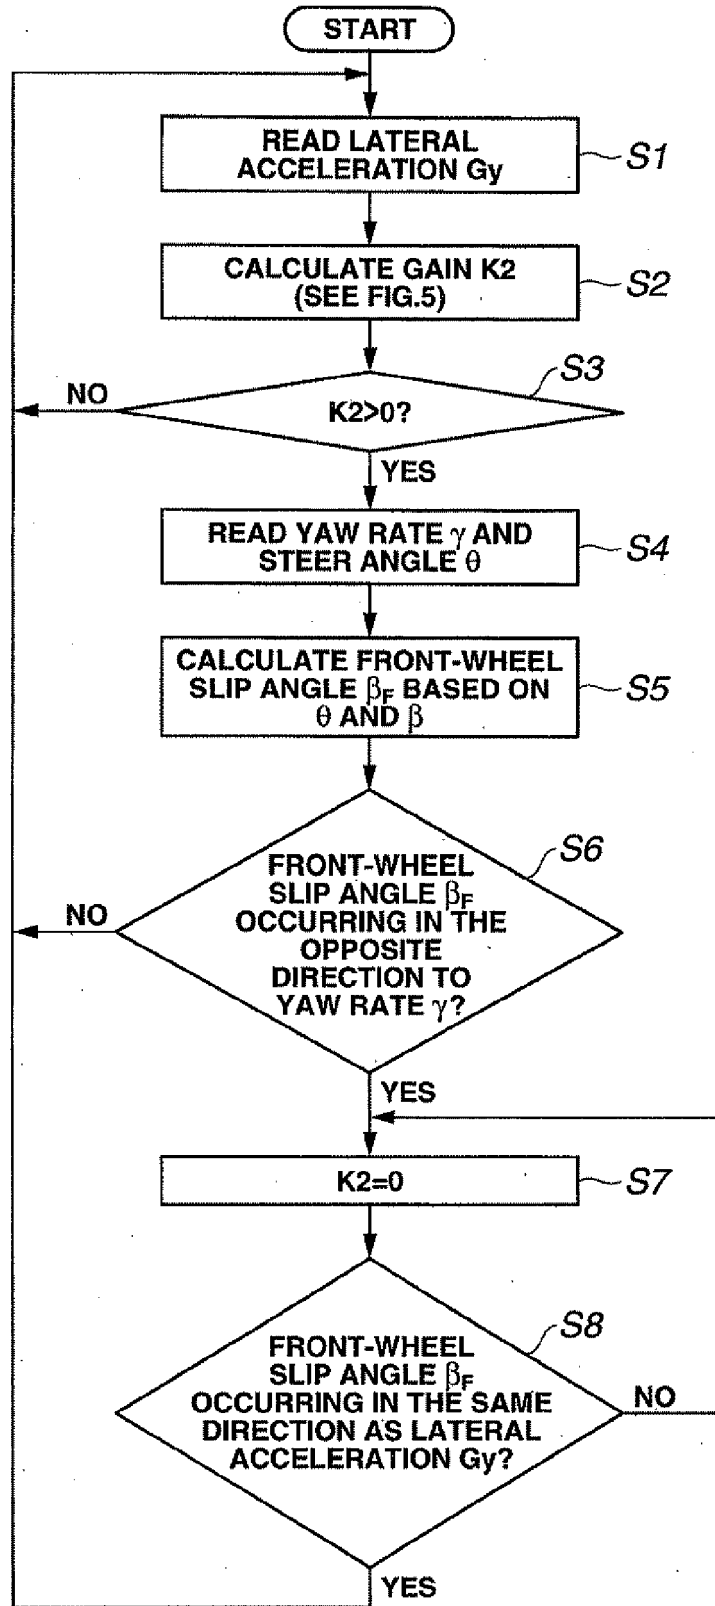 START
READ LATERAL
ACCELERATION Gy
S1
CALCULATE GAIN K2
(SEE FIG.5)
S2
S3
NO
K2>0?
YES
READ YAW RATE γ AND
STEER ANGLE θ
S4
CALCULATE FRONT-WHEEL
SLIP ANGLE βF BASED ON
θ AND β
S5
S6
FRONT-WHEEL
SLIP ANGLE βF
OCCURRING IN THE
OPPOSITE
DIRECTION TO
YAW RATE γ?
NO
YES
K2=0
S7
S8
FRONT-WHEEL
SLIP ANGLE βF
OCCURRING IN THE SAME
DIRECTION AS LATERAL
ACCELERATION Gy?
NO
YES